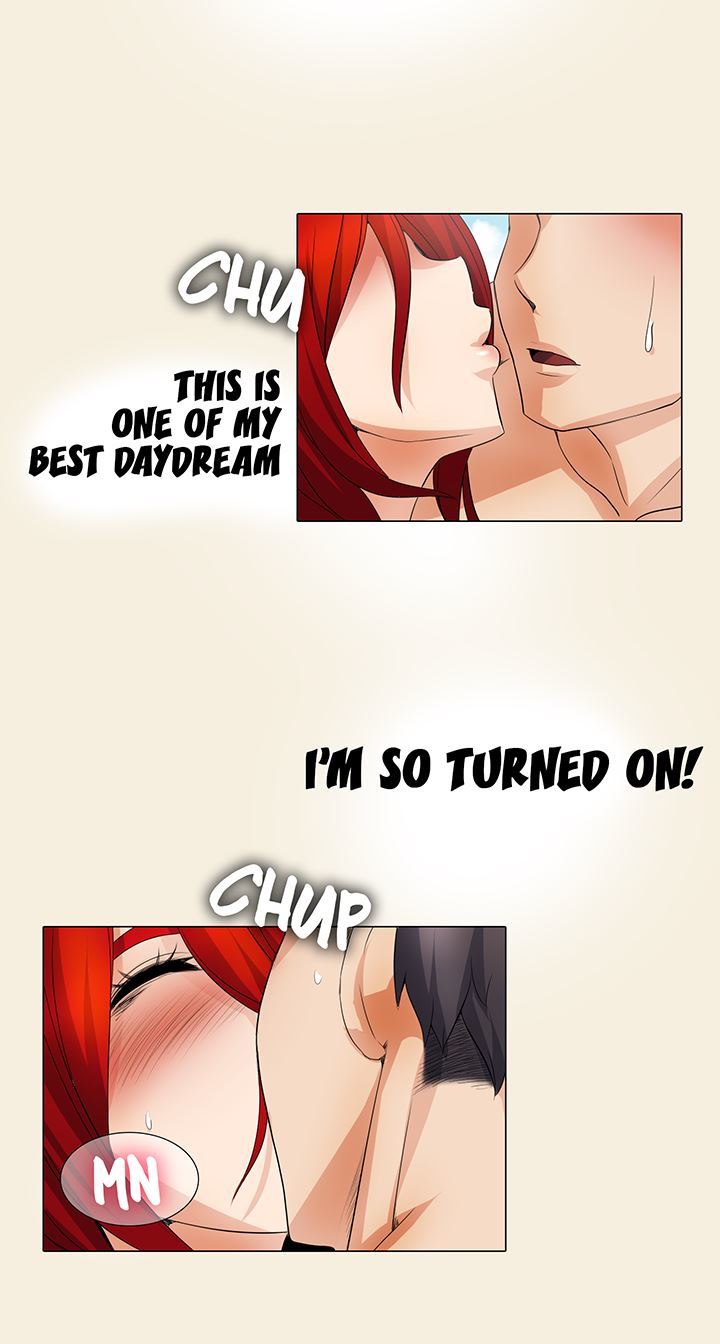 CHU
THIS IS
ONE OF MY
BEST DAYDREAM
I'M SO TURNED ON!
CHUP
MN